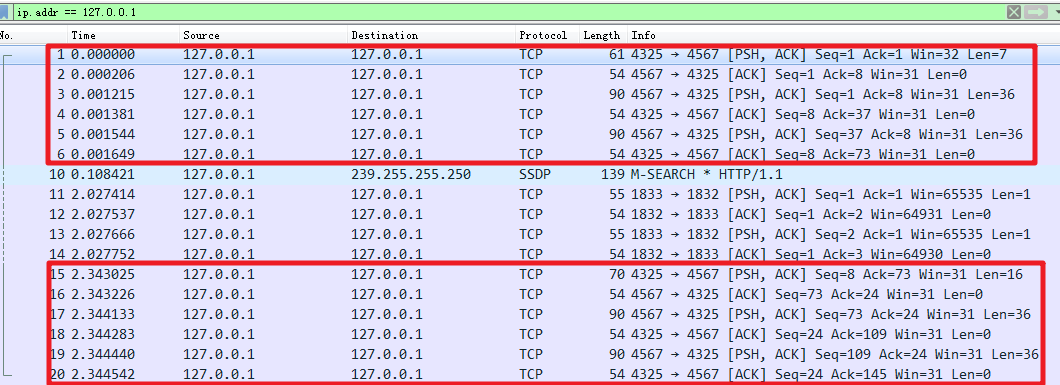 ip.addr == 127.0.0.1
No. Time Source Destination Protocol Length Info
1 0.000000 127.0.0.1 127.0.0.1 TCP 61 4325 → 4567 [PSH, ACK] Seq=1 Ack=1 Win=32 Len=7
2 0.000206 127.0.0.1 127.0.0.1 TCP 54 4567 → 4325 [ACK] Seq=1 Ack=8 Win=31 Len=0
3 0.001215 127.0.0.1 127.0.0.1 TCP 90 4567 → 4325 [PSH, ACK] Seq=1 Ack=8 Win=31 Len=36
4 0.001381 127.0.0.1 127.0.0.1 TCP 54 4325 → 4567 [ACK] Seq=8 Ack=37 Win=31 Len=0
5 0.001544 127.0.0.1 127.0.0.1 TCP 90 4567 → 4325 [PSH, ACK] Seq=37 Ack=8 Win=31 Len=36
6 0.001649 127.0.0.1 127.0.0.1 TCP 54 4325 → 4567 [ACK] Seq=8 Ack=73 Win=31 Len=0
10 0.108421 127.0.0.1 239.255.255.250 SSDP 139 M-SEARCH * HTTP/1.1
11 2.027414 127.0.0.1 127.0.0.1 TCP 55 1833 → 1832 [PSH, ACK] Seq=1 Ack=1 Win=65535 Len=1
12 2.027537 127.0.0.1 127.0.0.1 TCP 54 1832 → 1833 [ACK] Seq=1 Ack=2 Win=64931 Len=0
13 2.027666 127.0.0.1 127.0.0.1 TCP 55 1833 → 1832 [PSH, ACK] Seq=2 Ack=1 Win=65535 Len=1
14 2.027752 127.0.0.1 127.0.0.1 TCP 54 1832 → 1833 [ACK] Seq=1 Ack=3 Win=64930 Len=0
15 2.343025 127.0.0.1 127.0.0.1 TCP 70 4325 → 4567 [PSH, ACK] Seq=8 Ack=73 Win=31 Len=16
16 2.343226 127.0.0.1 127.0.0.1 TCP 54 4567 → 4325 [ACK] Seq=73 Ack=24 Win=31 Len=0
17 2.344133 127.0.0.1 127.0.0.1 TCP 90 4567 → 4325 [PSH, ACK] Seq=73 Ack=24 Win=31 Len=36
18 2.344283 127.0.0.1 127.0.0.1 TCP 54 4325 → 4567 [ACK] Seq=24 Ack=109 Win=31 Len=0
19 2.344440 127.0.0.1 127.0.0.1 TCP 90 4567 → 4325 [PSH, ACK] Seq=109 Ack=24 Win=31 Len=36
20 2.344542 127.0.0.1 127.0.0.1 TCP 54 4325 → 4567 [ACK] Seq=24 Ack=145 Win=31 Len=0